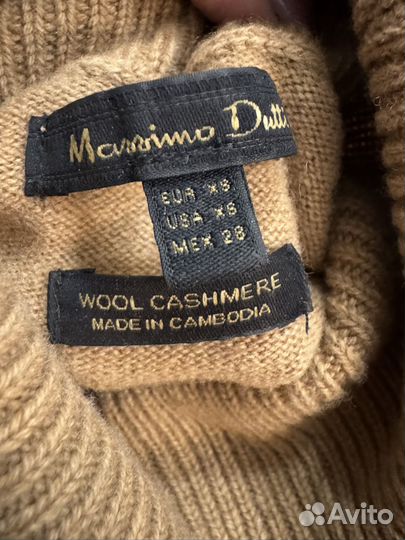 Massimo Dutti
EUR XS
USA XS
MEX 28
WOOL CASHMERE
MADE IN CAMBODIA
Avito